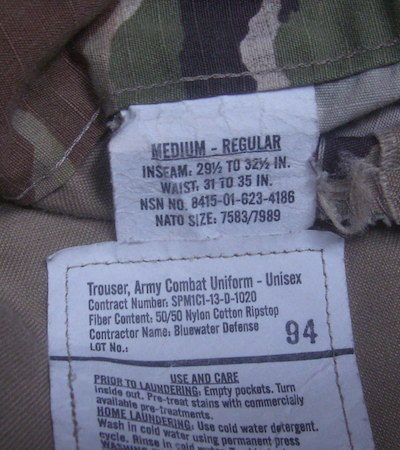 MEDIUM - REGULAR
INSEAM: 29½ TO 32½ IN.
WAIST: 31 TO 35 IN.
NSN NO. 8415-01-623-4186
NATO SIZE: 7583/7989
Trouser, Army Combat Uniform - Unisex
Contract Number: SPM1C1-13-D-1020
Fiber Content: 50/50 Nylon Cotton Ripstop
Contractor Name: Bluewater Defense
LOT No.:
94
USE AND CARE
PRIOR TO LAUNDERING: Empty pockets. Turn
inside out. Pre-treat stains with commercially
available pre-treatments.
HOME LAUNDERING: Use cold water detergent.
Wash in cold water using permanent press
cycle. Rinse in cold